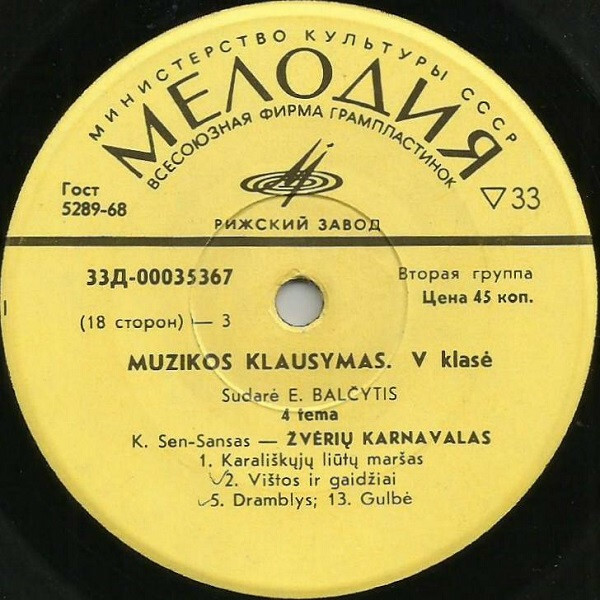 МИНИСТЕРСТВО КУЛЬТУРЫ СССР
МЕЛОДИЯ
ВСЕСОЮЗНАЯ ФИРМА ГРАМПЛАСТИНОК
Гост
5289-68
33
РИЖСКИЙ ЗАВОД
33Д-00035367
Вторая группа
Цена 45 коп.
(18 сторон) — 3
MUZIKOS KLAUSYMAS. V klasė
Sudarė E. BALČYTIS
4 tema
K. Sen-Sansas — ŽVĖRIŲ KARNAVALAS
1. Karališkųjų liūtų maršas
2. Vištos ir gaidžiai
5. Dramblys; 13. Gulbė